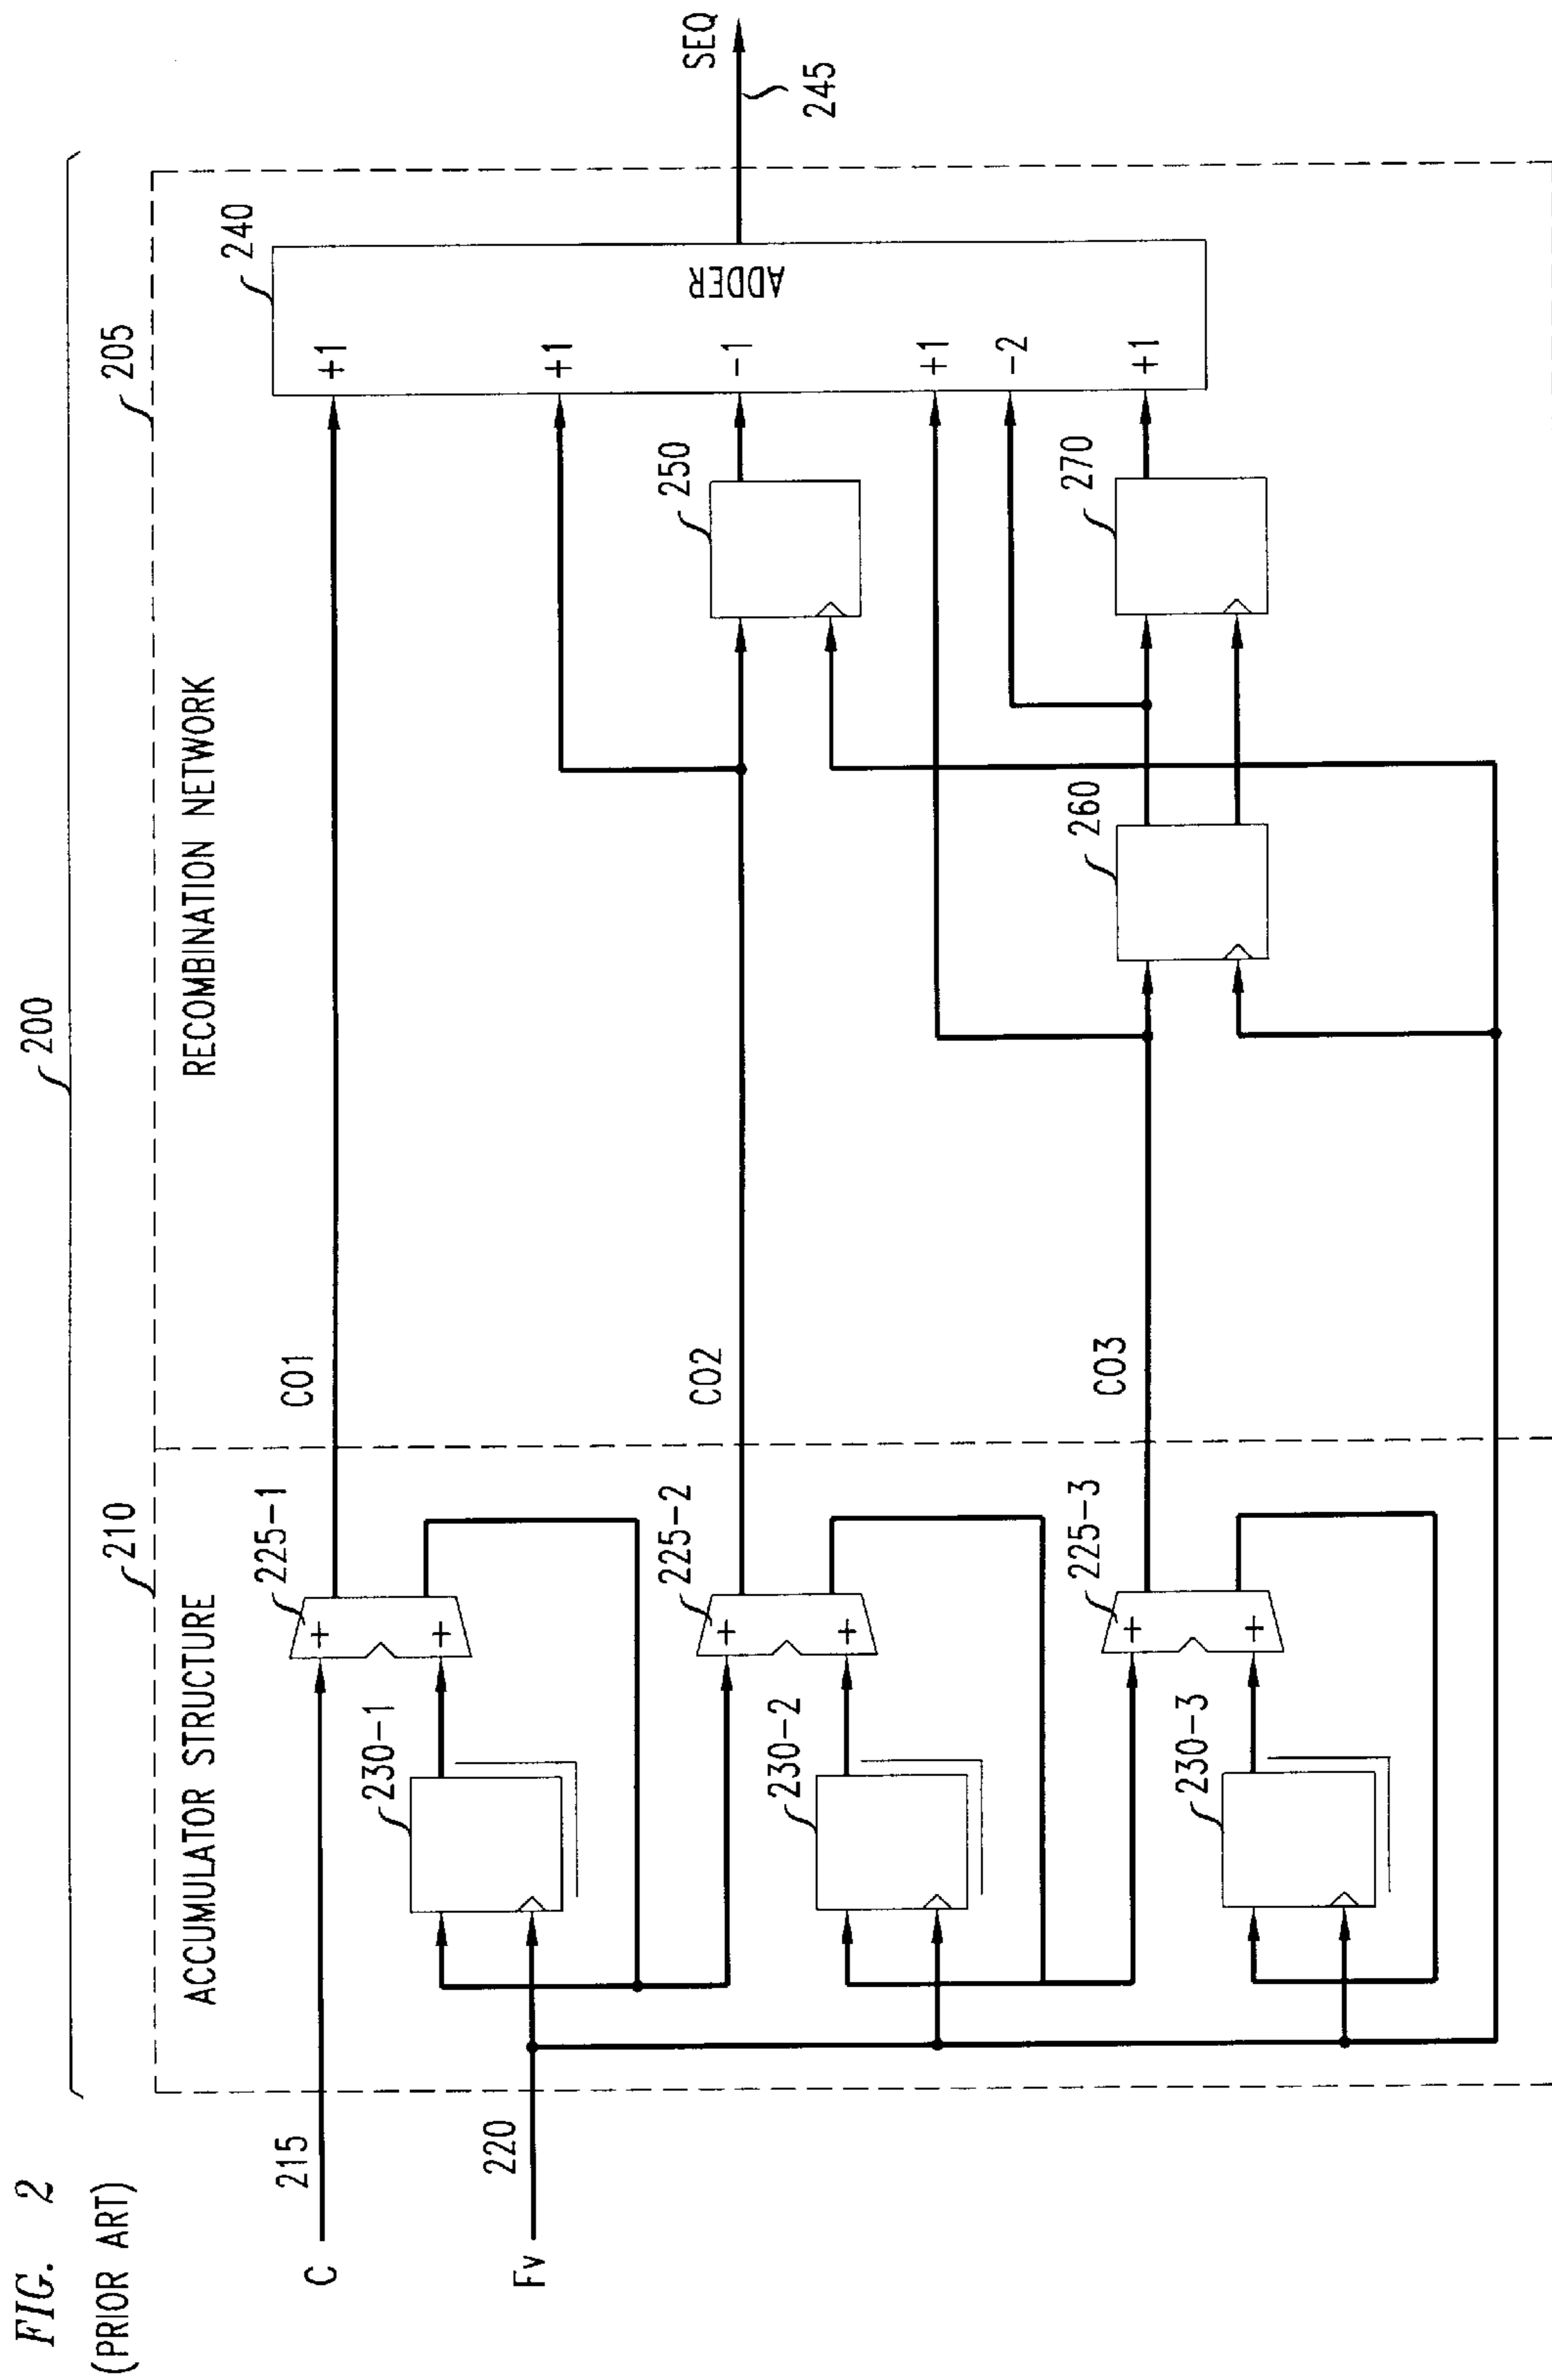 FIG. 2
(PRIOR ART)
200
210
205
ACCUMULATOR STRUCTURE
RECOMBINATION NETWORK
C
215
225-1
CO1
+
+
230-1
Fv
220
240
ADDER
+1
+1
-1
+1
-2
+1
SEQ
245
225-2
CO2
+
+
230-2
250
225-3
CO3
+
+
230-3
260
270